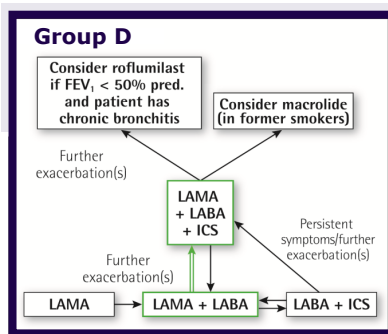 Group D
Consider roflumilast
if FEV₁ < 50% pred.
and patient has
chronic bronchitis
Consider macrolide
(in former smokers)
Further
exacerbation(s)
LAMA
+ LABA
+ ICS
Persistent
symptoms/further
exacerbation(s)
Further
exacerbation(s)
LAMA
LAMA + LABA
LABA + ICS